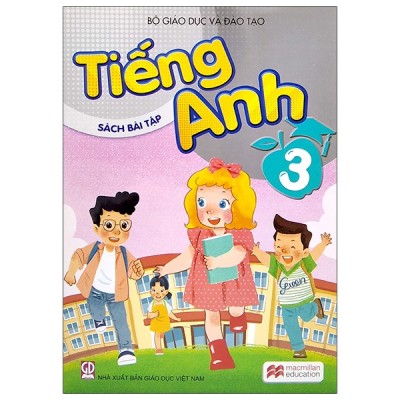 BỘ GIÁO DỤC VÀ ĐÀO TẠO
Tiếng
Anh
SÁCH BÀI TẬP
3
NHÀ XUẤT BẢN GIÁO DỤC VIỆT NAM
macmillan
education